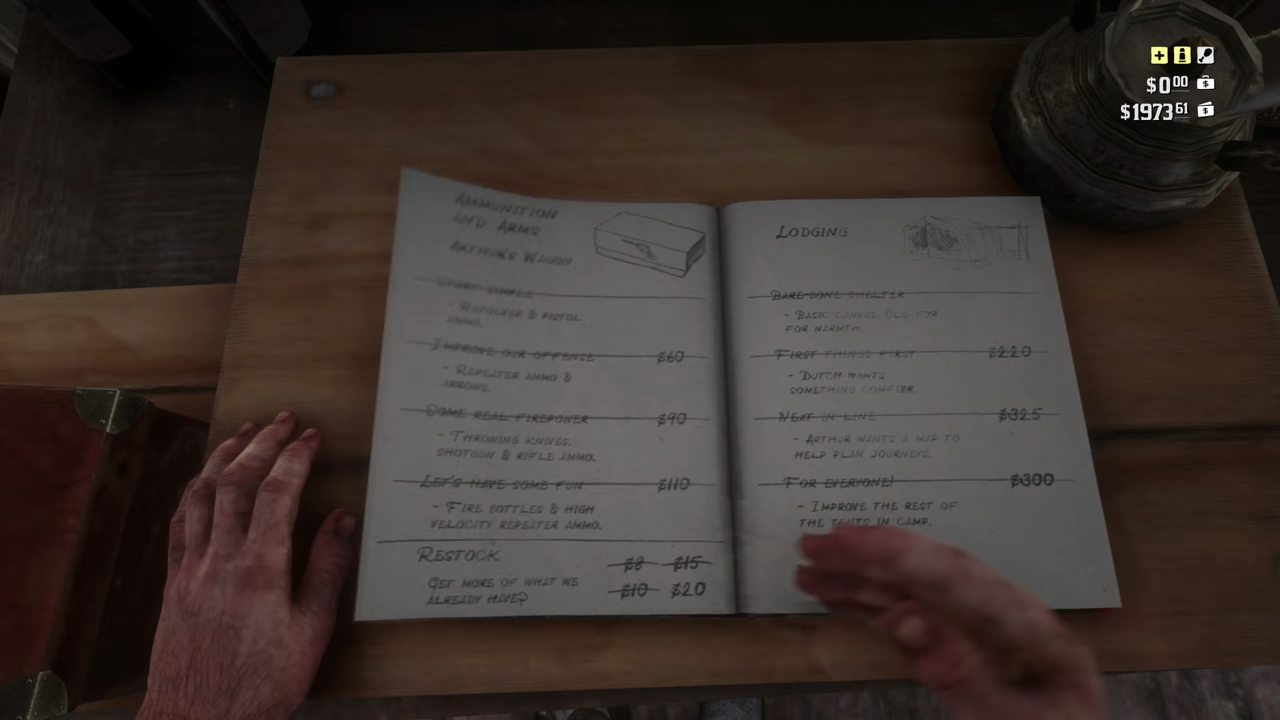 $0.00
$1973.61
AMMUNITION
AND ARMS
ARTHUR'S WAGON
START SIMPLE
- REVOLVER & PISTOL
AMMO.
IMPROVE OUR OFFENSE $60
- REPEATER AMMO &
ARROWS.
SOME REAL FIREPOWER $90
- THROWING KNIVES,
SHOTGUN & RIFLE AMMO.
LET'S HAVE SOME FUN $110
- FIRE BOTTLES & HIGH
VELOCITY REPEATER AMMO.
RESTOCK $8 $15
GET MORE OF WHAT WE $10 $20
ALREADY HAVE?
LODGING
BARE-BONE SHELTER
- BASIC CANVAS, OLD FUR
FOR WARMTH.
FIRST THINGS FIRST $220
- DUTCH WANTS
SOMETHING COMFIER.
NEXT IN LINE $325
- ARTHUR WANTS A MAP TO
HELP PLAN JOURNEYS.
FOR EVERYONE! $300
- IMPROVE THE REST OF
THE TENTS IN CAMP.